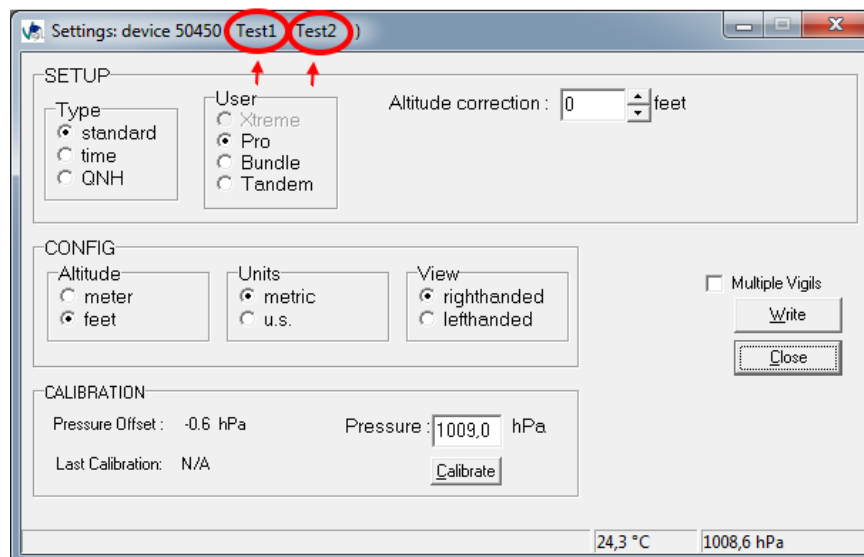 Settings: device 50450 Test1 Test2 )
SETUP
Type
standard
time
QNH
User
Xtreme
Pro
Bundle
Tandem
Altitude correction : 0 feet
CONFIG
Altitude
meter
feet
Units
metric
u.s.
View
righthanded
lefthanded
Multiple Vigils
Write
Close
CALIBRATION
Pressure Offset : -0.6 hPa
Pressure : 1009,0 hPa
Last Calibration: N/A
Calibrate
24,3 °C 1008,6 hPa